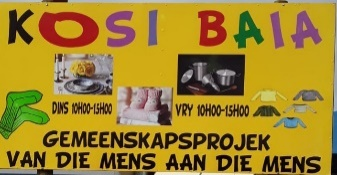 KOSI BAIA
DINS 10H00-15H00
VRY 10H00-15H00
GEMEENSKAPSPROJEK
VAN DIE MENS AAN DIE MENS